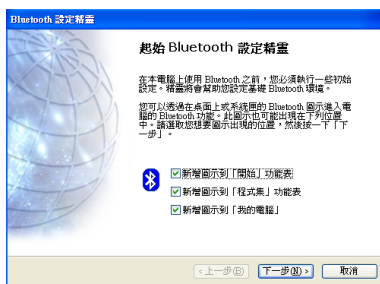 Bluetooth 設定精靈
起始 Bluetooth 設定精靈
在本電腦上使用 Bluetooth 之前，您必須執行一些初始
設定。精靈將會幫助您設定基礎 Bluetooth 環境。
您可以透過在桌面上或系統匣的 Bluetooth 圖示進入電
腦的 Bluetooth 功能。此圖示也可能出現在下列位置
中。請選取您想要圖示出現的位置，然後按一下「下
一步」。
新增圖示到「開始」功能表
新增圖示到「程式集」功能表
新增圖示到「我的電腦」
<上一步(B) 下一步(N)> 取消